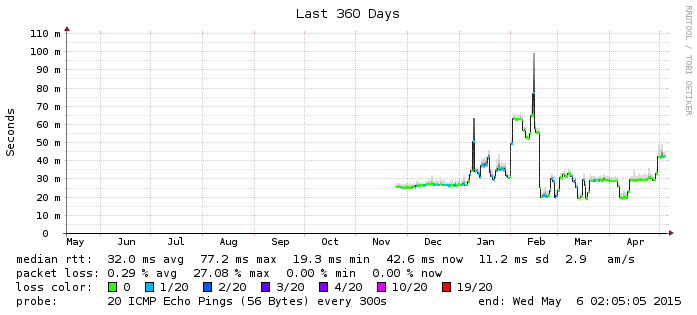 Last 360 Days
RRDTOOL / TOBI OETIKER
Seconds
110 m
100 m
90 m
80 m
70 m
60 m
50 m
40 m
30 m
20 m
10 m
0
May Jun Jul Aug Sep Oct Nov Dec Jan Feb Mar Apr
median rtt: 32.0 ms avg 77.2 ms max 19.3 ms min 42.6 ms now 11.2 ms sd 2.9 am/s
packet loss: 0.29 % avg 27.08 % max 0.00 % min 0.00 % now
loss color: 0 1/20 2/20 3/20 4/20 10/20 19/20
probe: 20 ICMP Echo Pings (56 Bytes) every 300s end: Wed May 6 02:05:05 2015